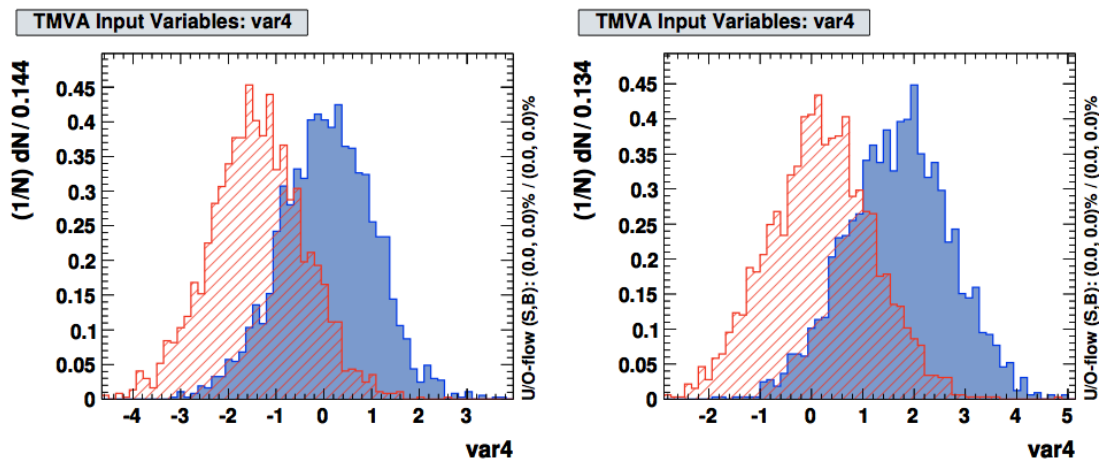 TMVA Input Variables: var4
(1/N) dN / 0.144
0.45
0.4
0.35
0.3
0.25
0.2
0.15
0.1
0.05
0
-4 -3 -2 -1 0 1 2 3
var4
U/O-flow (S,B): (0.0, 0.0)% / (0.0, 0.0)%
TMVA Input Variables: var4
(1/N) dN / 0.134
0.45
0.4
0.35
0.3
0.25
0.2
0.15
0.1
0.05
0
-2 -1 0 1 2 3 4 5
var4
U/O-flow (S,B): (0.0, 0.0)% / (0.0, 0.0)%